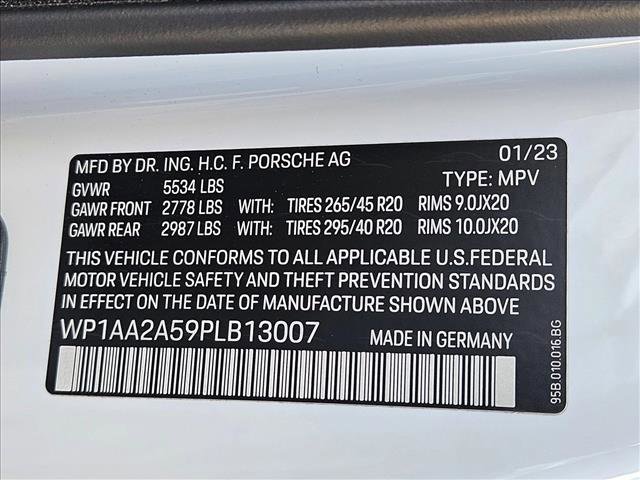 MFD BY DR. ING. H.C. F. PORSCHE AG 01/23
GVWR 5534 LBS TYPE: MPV
GAWR FRONT 2778 LBS WITH: TIRES 265/45 R20 RIMS 9.0JX20
GAWR REAR 2987 LBS WITH: TIRES 295/40 R20 RIMS 10.0JX20
THIS VEHICLE CONFORMS TO ALL APPLICABLE U.S.FEDERAL
MOTOR VEHICLE SAFETY AND THEFT PREVENTION STANDARDS
IN EFFECT ON THE DATE OF MANUFACTURE SHOWN ABOVE
WP1AA2A59PLB13007 MADE IN GERMANY
95B.010.016.BG